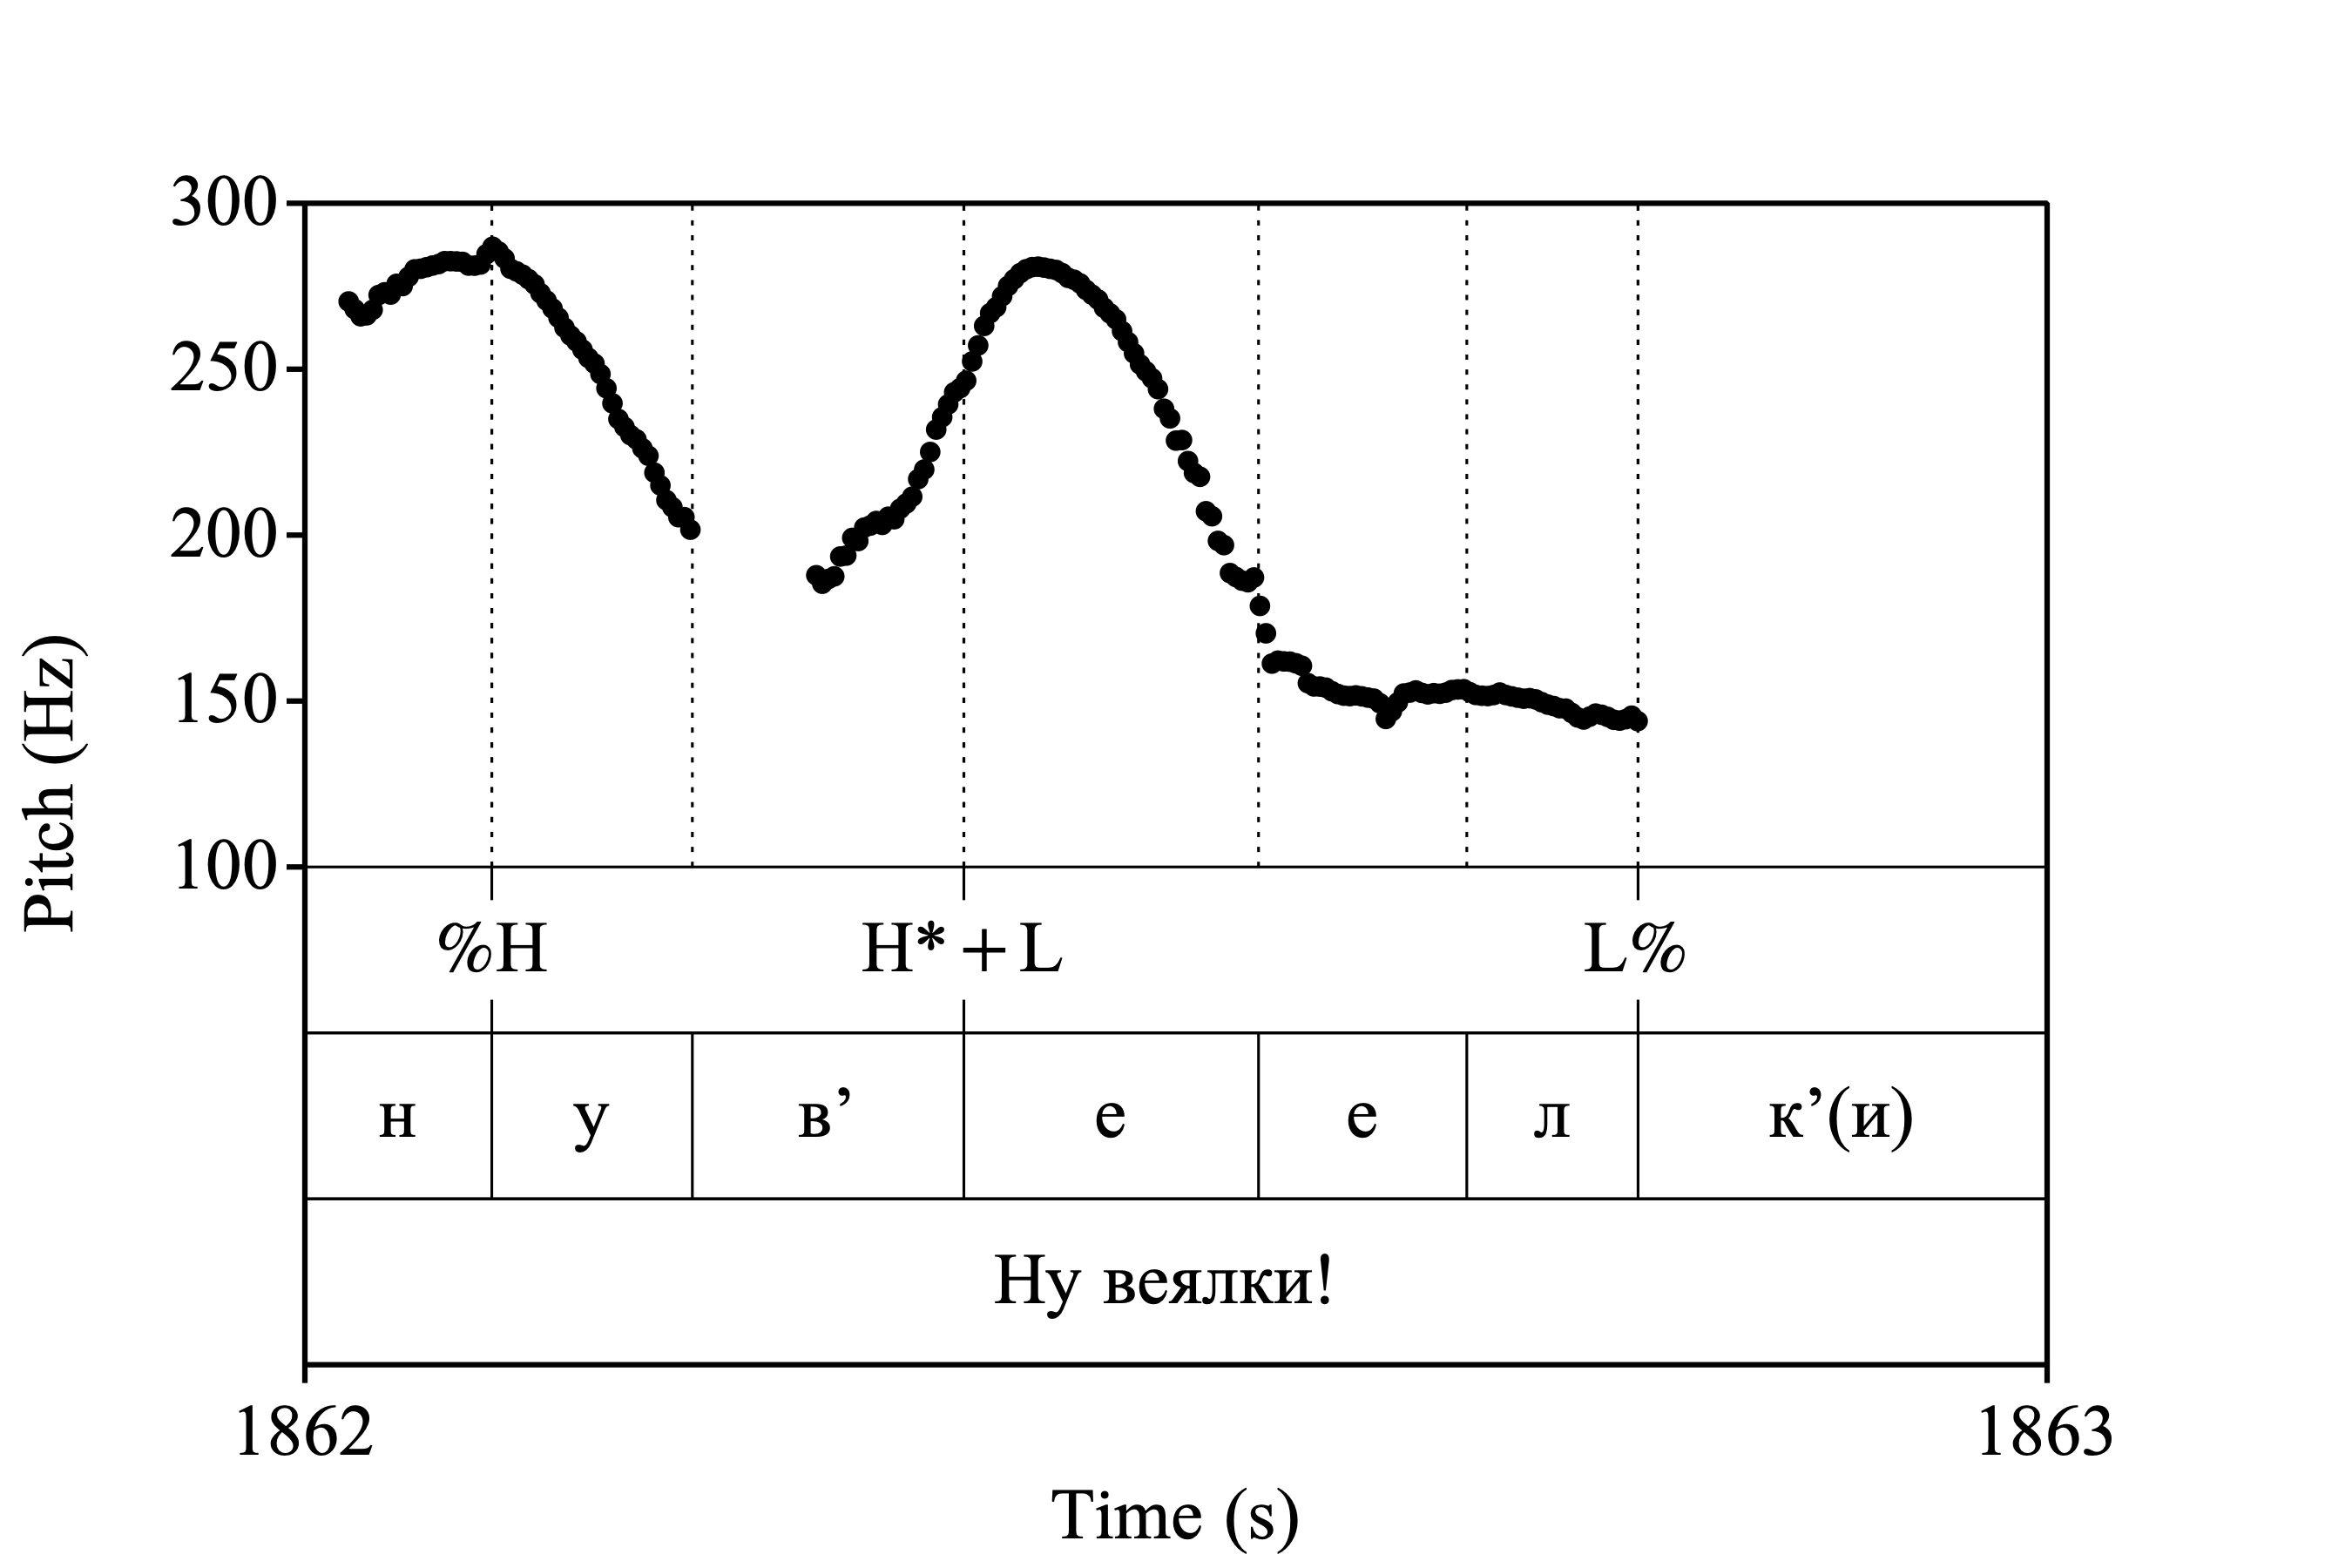 300
250
200
150
100
Pitch (Hz)
%H H*+L L%
н у в’ е е л к’(и)
Ну веялки!
1862 1863
Time (s)